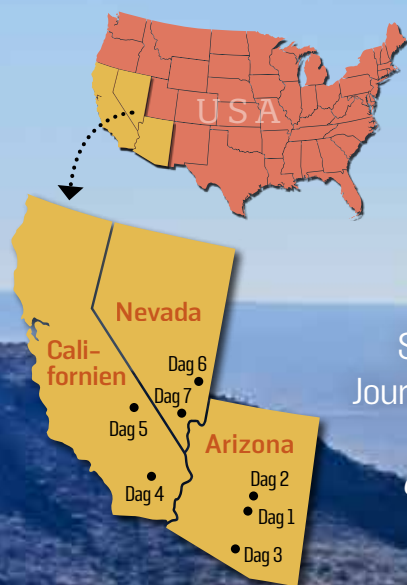 USA
Nevada
Cali-
fornien
Dag 6
Dag 7
Dag 5
Arizona
Dag 4
Dag 2
Dag 1
Dag 3
S
Jour